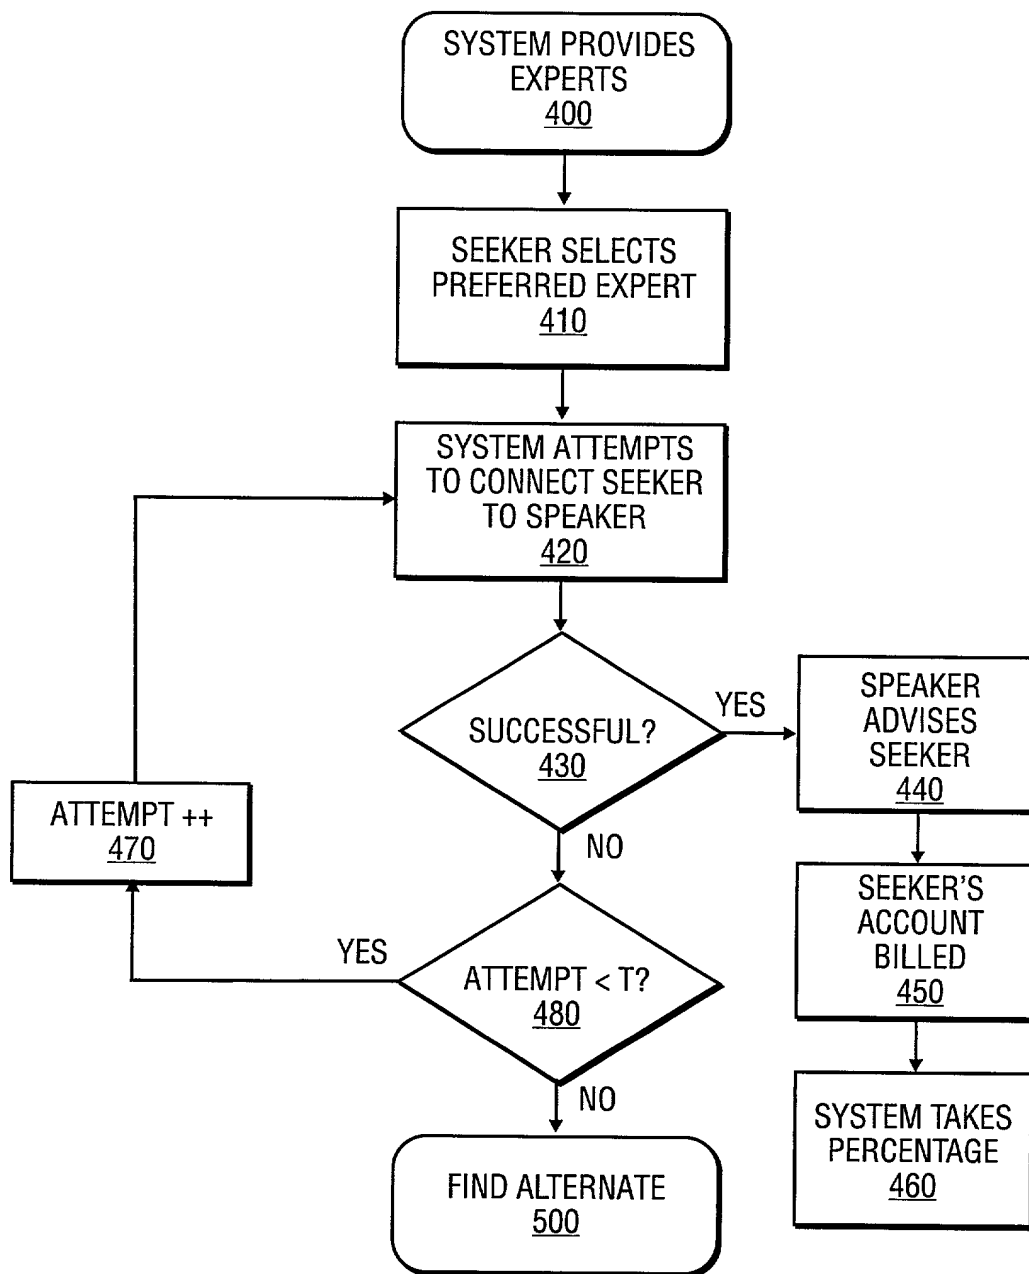 SYSTEM PROVIDES
EXPERTS
400
SEEKER SELECTS
PREFERRED EXPERT
410
SYSTEM ATTEMPTS
TO CONNECT SEEKER
TO SPEAKER
420
SUCCESSFUL?
430
YES
SPEAKER
ADVISES
SEEKER
440
NO
ATTEMPT ++
470
SEEKER'S
ACCOUNT
BILLED
450
YES
ATTEMPT < T?
480
NO
SYSTEM TAKES
PERCENTAGE
460
FIND ALTERNATE
500